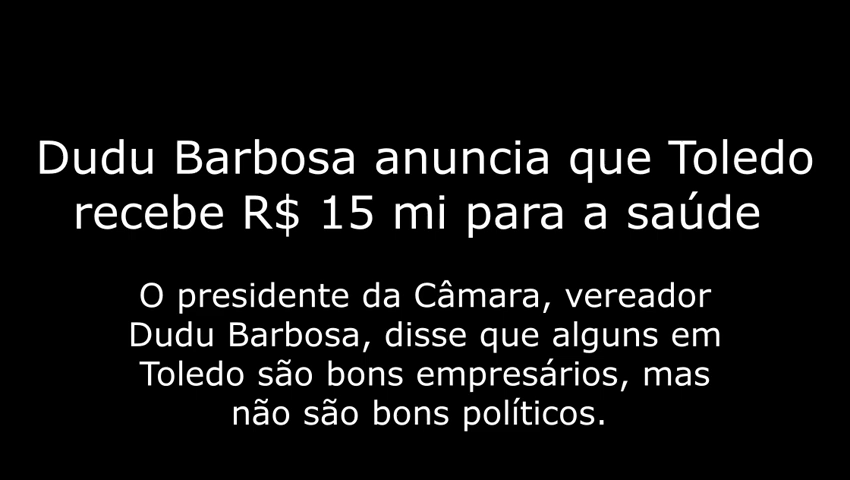 Dudu Barbosa anuncia que Toledo
recebe R$ 15 mi para a saúde
O presidente da Câmara, vereador
Dudu Barbosa, disse que alguns em
Toledo são bons empresários, mas
não são bons políticos.